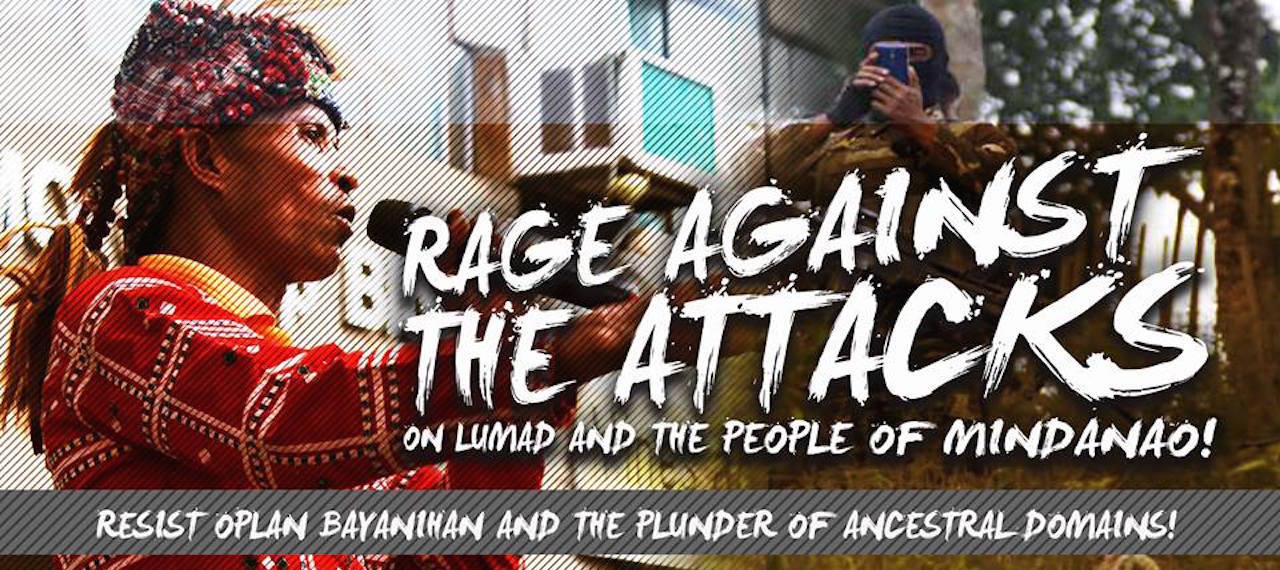 RAGE AGAINST
THE ATTACKS
ON LUMAD AND THE PEOPLE OF MINDANAO!
RESIST OPLAN BAYANIHAN AND THE PLUNDER OF ANCESTRAL DOMAINS!